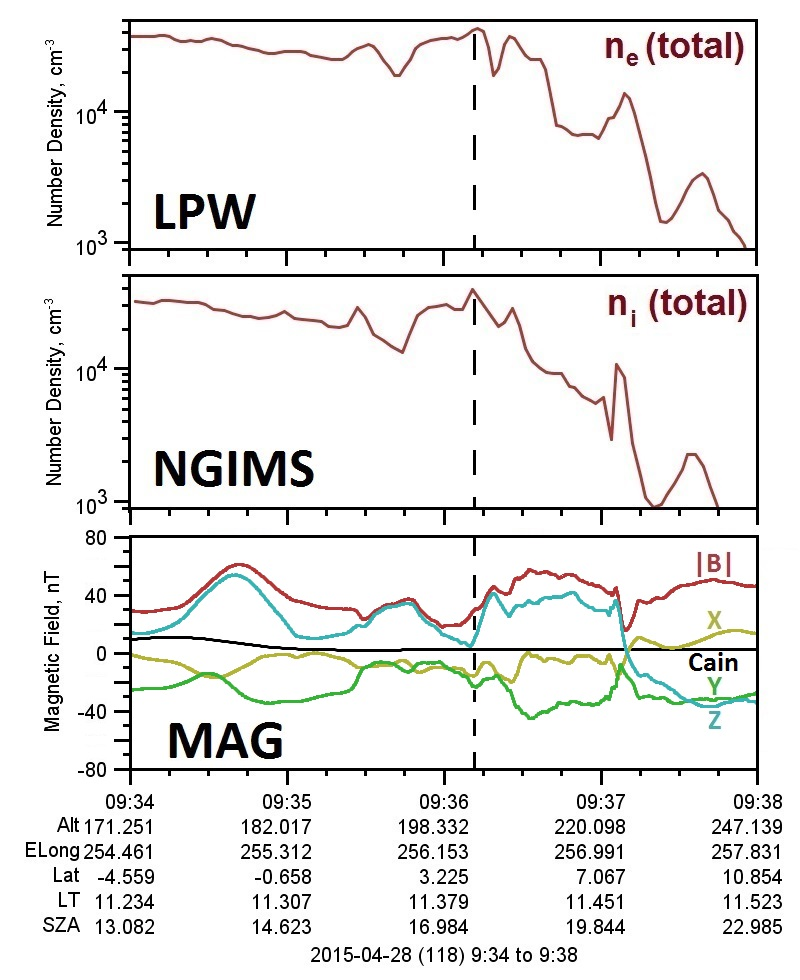 Number Density, cm-3
10^4
10^3
n_e (total)
LPW
Number Density, cm-3
10^4
10^3
n_i (total)
NGIMS
Magnetic Field, nT
80
40
0
-40
-80
|B|
X
Cain
Y
Z
MAG
09:34 09:35 09:36 09:37 09:38
Alt 171.251 182.017 198.332 220.098 247.139
ELong 254.461 255.312 256.153 256.991 257.831
Lat -4.559 -0.658 3.225 7.067 10.854
LT 11.234 11.307 11.379 11.451 11.523
SZA 13.082 14.623 16.984 19.844 22.985
2015-04-28 (118) 9:34 to 9:38